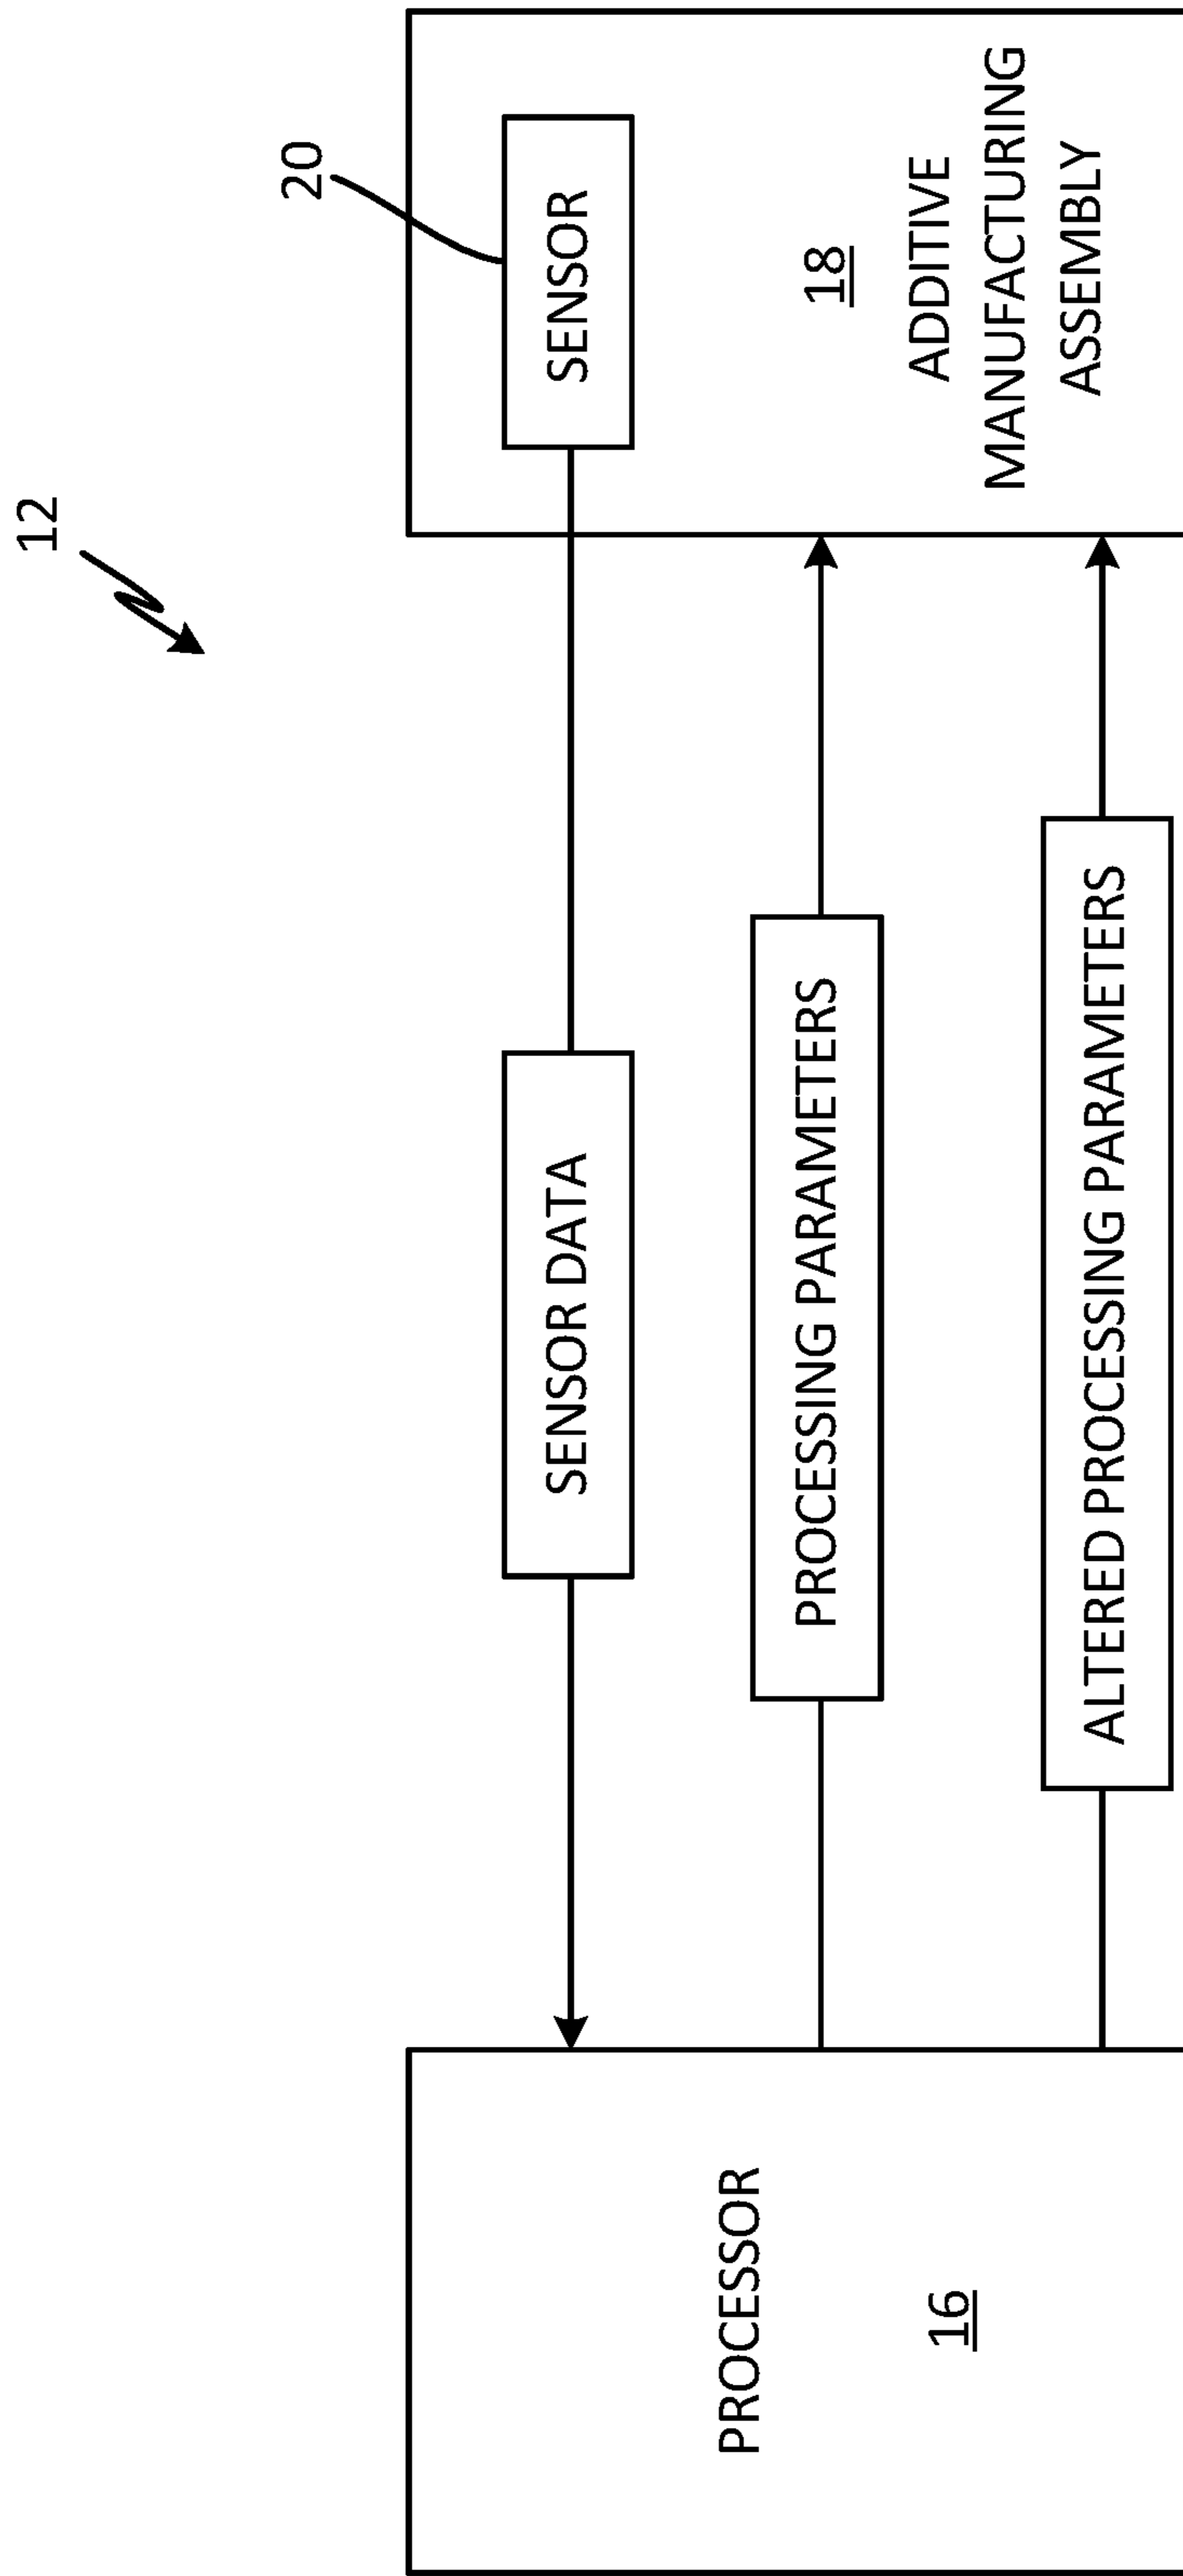 12
20
SENSOR
SENSOR DATA
PROCESSOR
16
PROCESSING PARAMETERS
18
ADDITIVE
MANUFACTURING
ASSEMBLY
ALTERED PROCESSING PARAMETERS